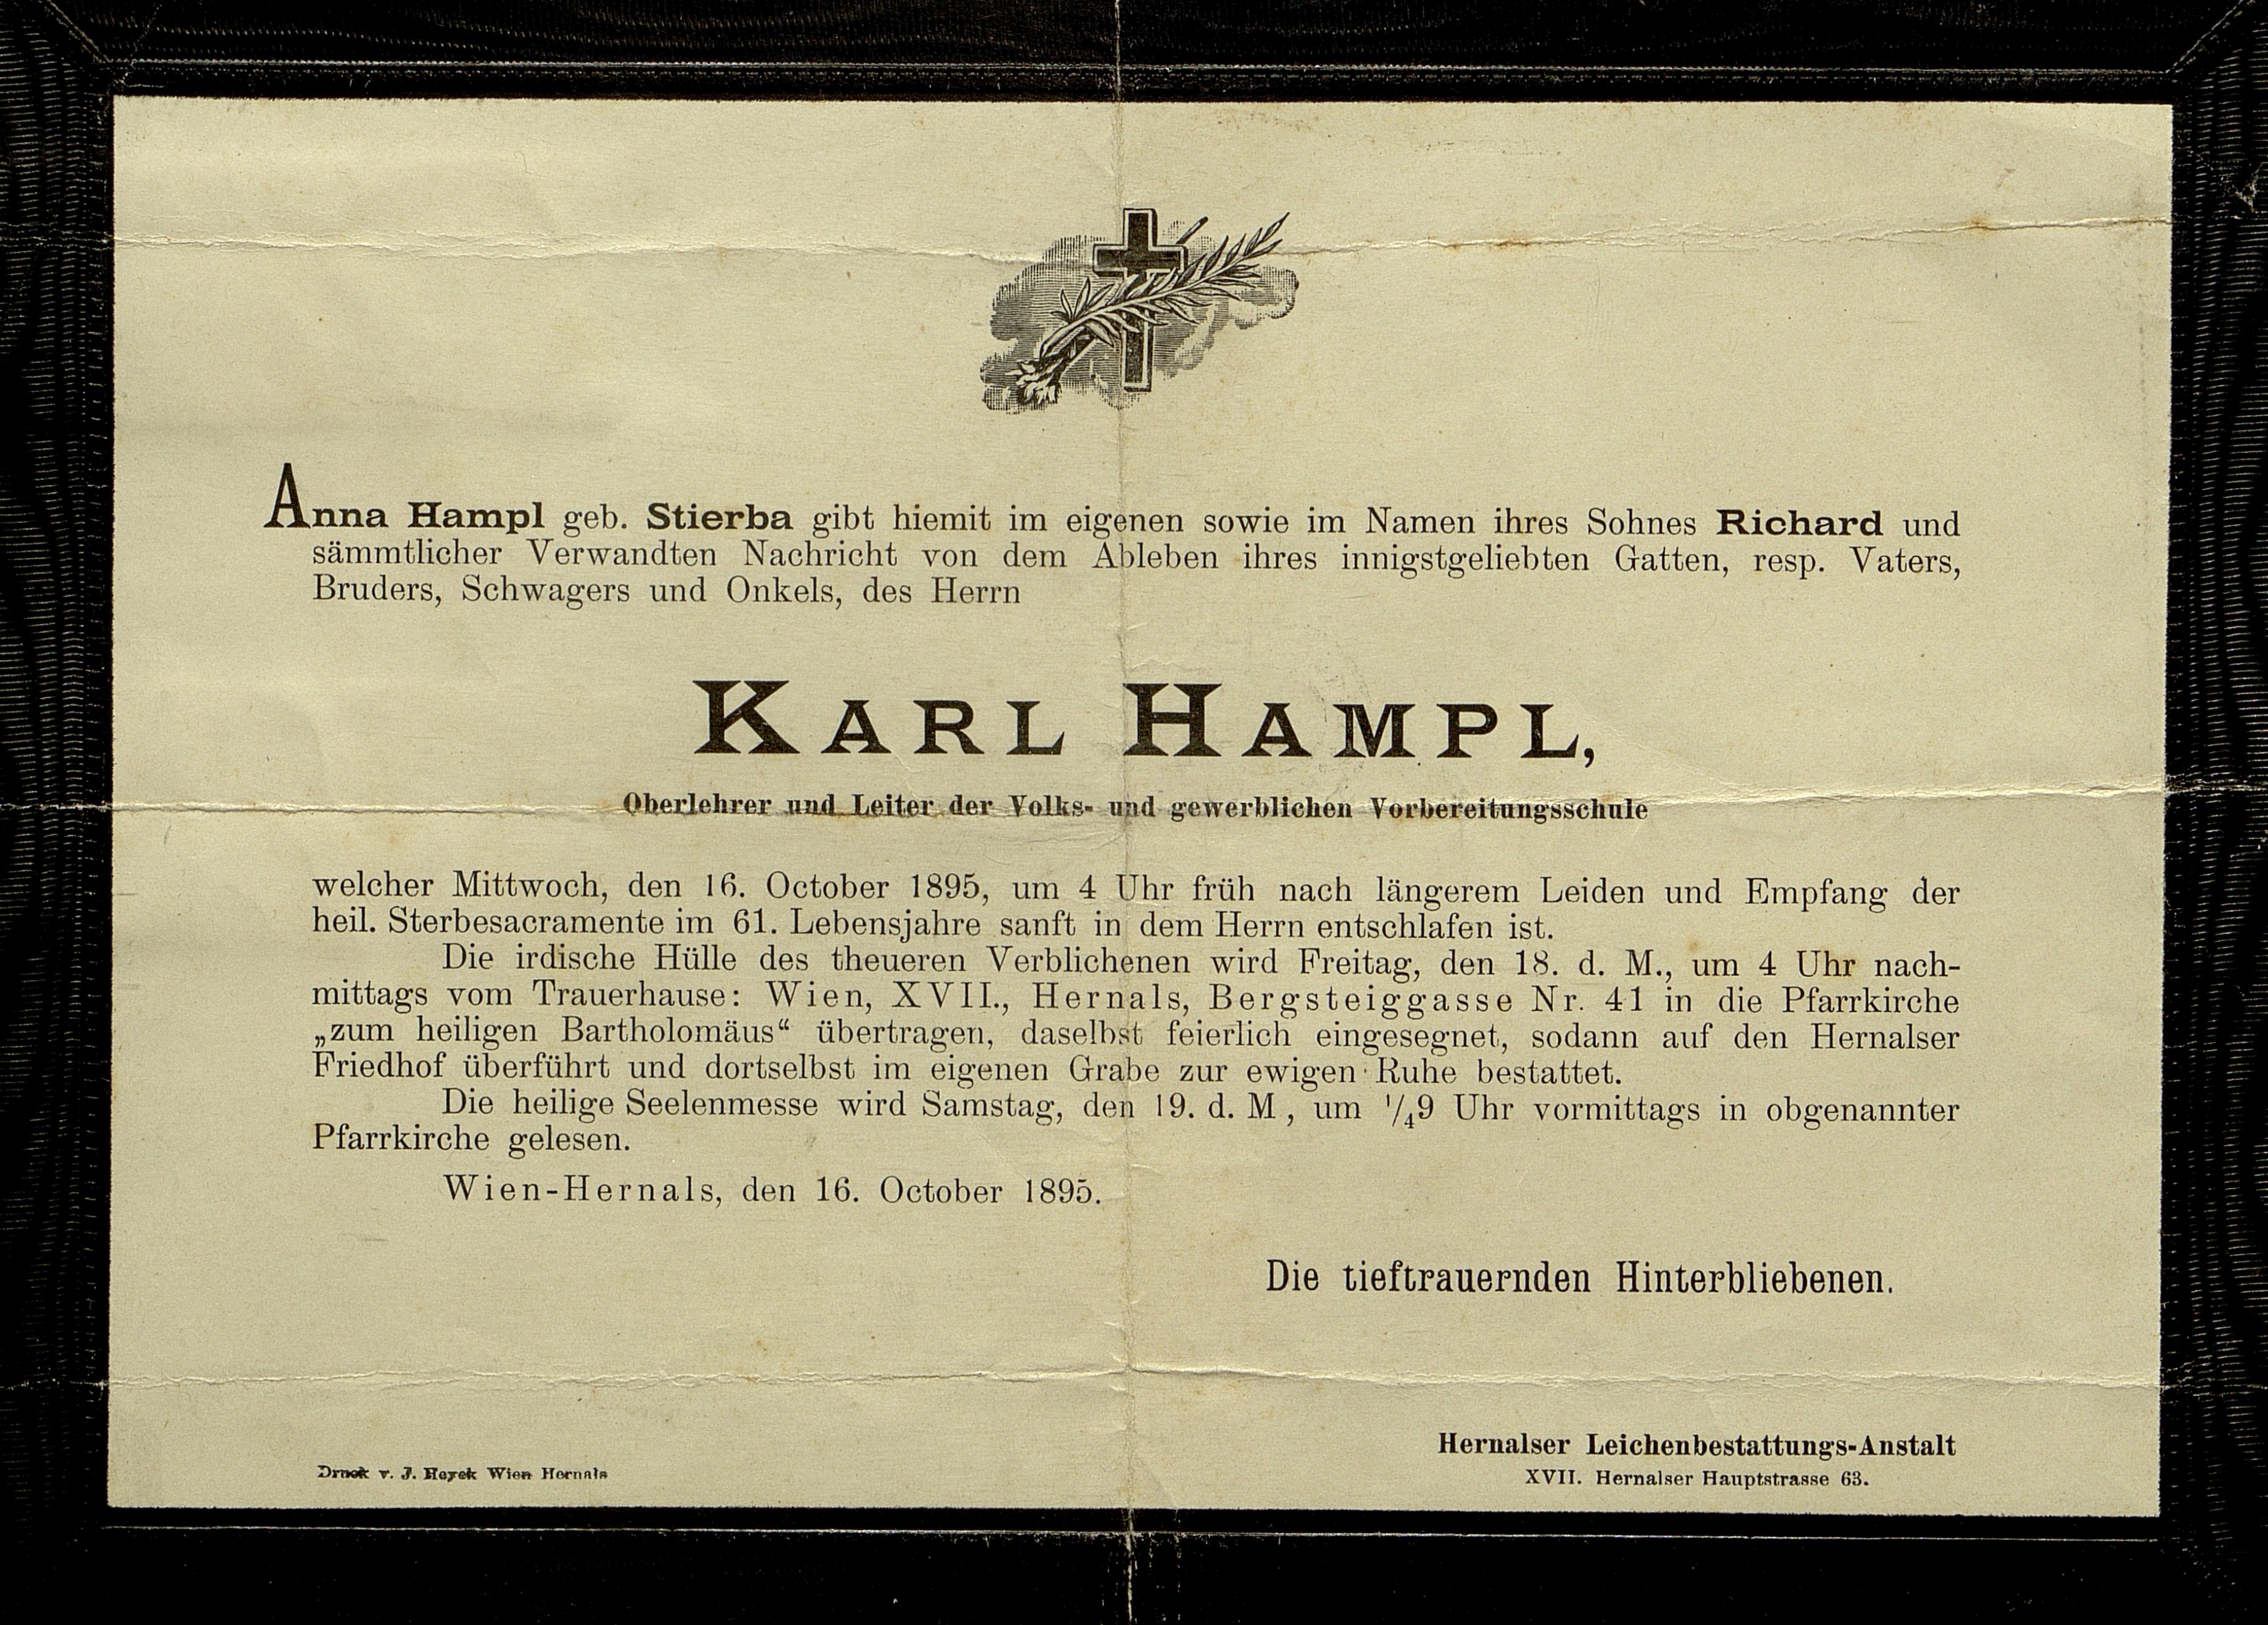 Anna Hampl geb. Stierba gibt hiemit im eigenen sowie im Namen ihres Sohnes Richard und
sämmtlicher Verwandten Nachricht von dem Ableben ihres innigstgeliebten Gatten, resp. Vaters,
Bruders, Schwagers und Onkels, des Herrn
KARL HAMPL,
Oberlehrer und Leiter der Volks- und gewerblichen Vorbereitungsschule
welcher Mittwoch, den 16. October 1895, um 4 Uhr früh nach längerem Leiden und Empfang der
heil. Sterbesacramente im 61. Lebensjahre sanft in dem Herrn entschlafen ist.
Die irdische Hülle des theueren Verblichenen wird Freitag, den 18. d. M., um 4 Uhr nach-
mittags vom Trauerhause: Wien, XVII., Hernals, Bergsteiggasse Nr. 41 in die Pfarrkirche
„zum heiligen Bartholomäus“ übertragen, daselbst feierlich eingesegnet, sodann auf den Hernalser
Friedhof überführt und dortselbst im eigenen Grabe zur ewigen Ruhe bestattet.
Die heilige Seelenmesse wird Samstag, den 19. d. M, um 1/49 Uhr vormittags in obgenannter
Pfarrkirche gelesen.
Wien-Hernals, den 16. October 1895.
Die tieftrauernden Hinterbliebenen.
Hernalser Leichenbestattungs-Anstalt
Druck v. J. Heyek Wien Hernals
XVII. Hernalser Hauptstrasse 63.